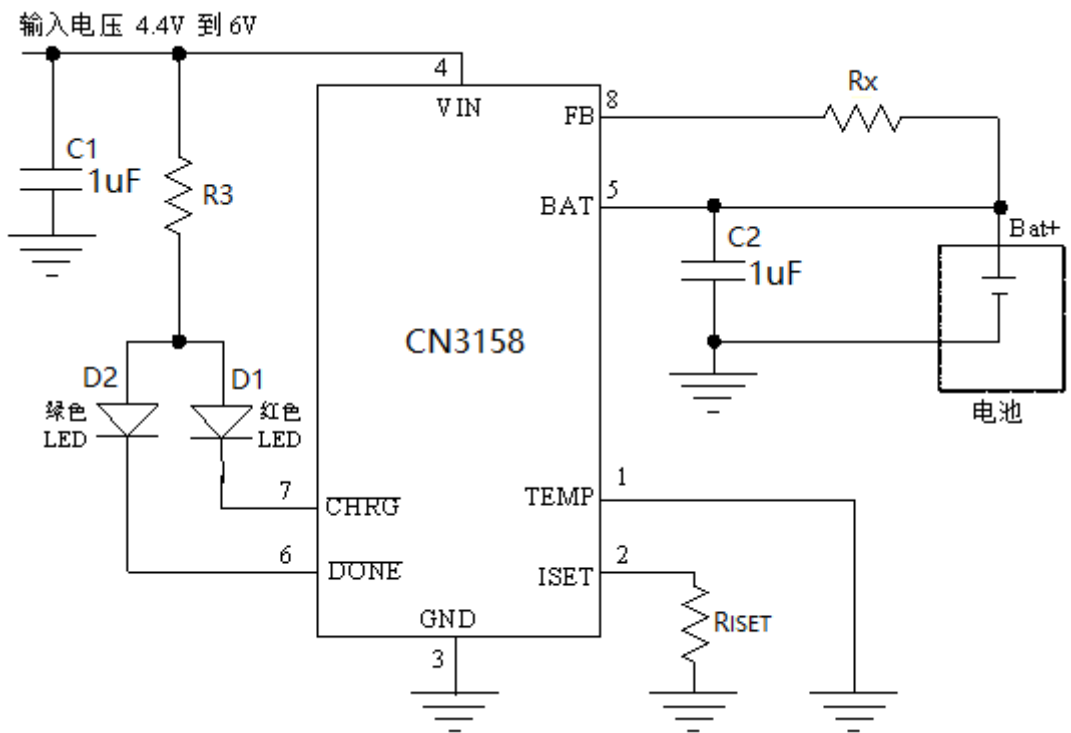 输入电压 4.4V 到 6V
4
VIN
Rx
FB
8
C1
1uF
R3
BAT
5
Bat+
C2
1uF
CN3158
D2
D1
绿色
LED
红色
LED
电池
7
CHRG
TEMP
1
6
DONE
ISET
2
GND
RISET
3